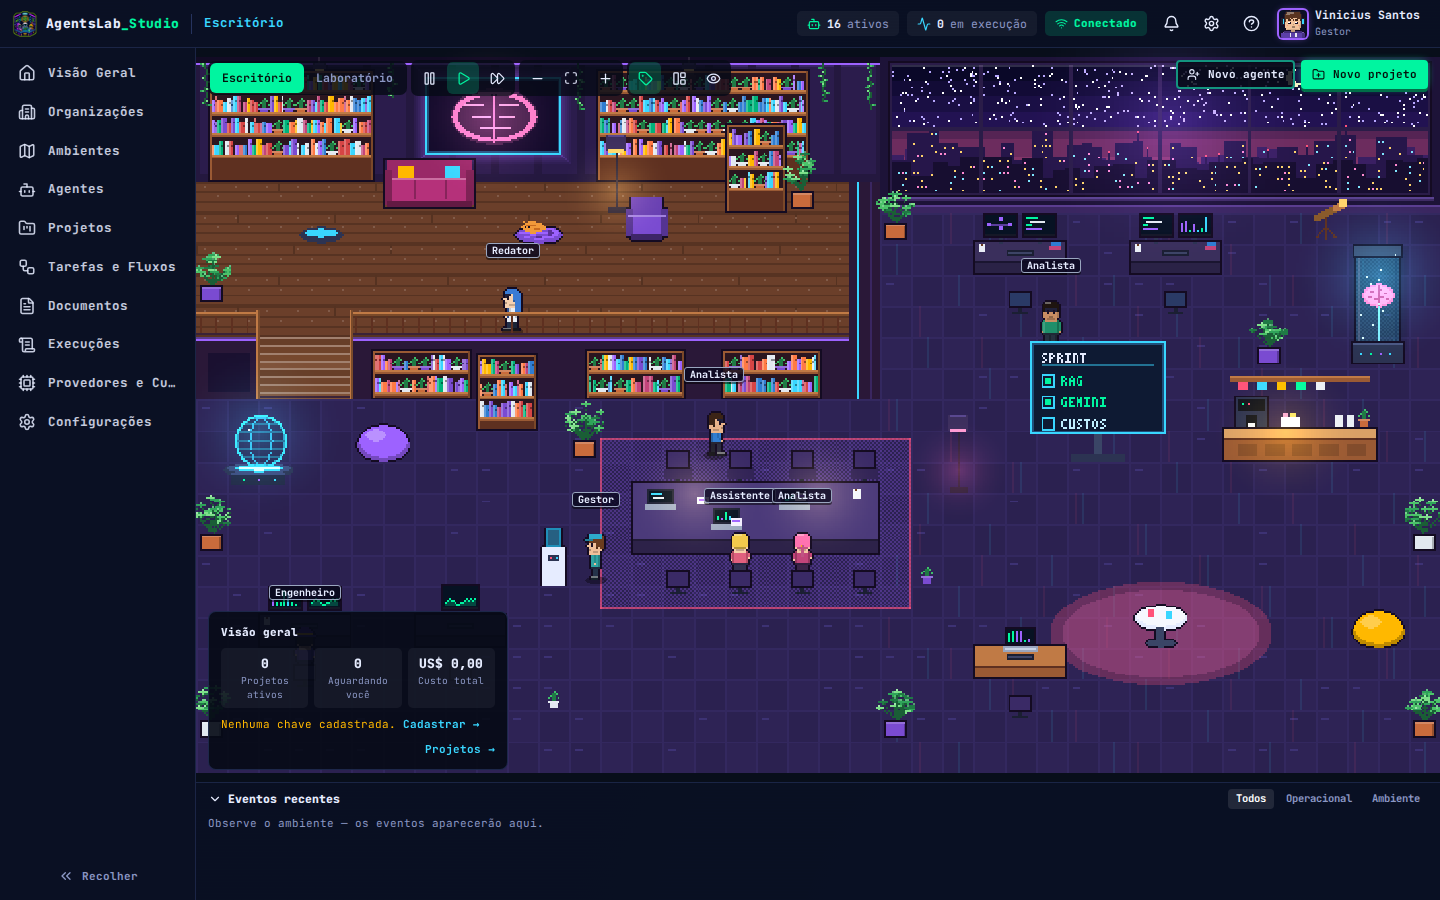 AgentsLab_Studio
Escritório
16 ativos
0 em execução
Conectado
Vinicius Santos
Gestor
Visão Geral
Organizações
Ambientes
Agentes
Projetos
Tarefas e Fluxos
Documentos
Execuções
Provedores e Cu…
Configurações
Recolher
Escritório
Laboratório
Novo agente
Novo projeto
Redator
Analista
SPRINT
RAG
GEMINI
CUSTOS
Analista
Gestor
Assistente
Analista
Engenheiro
Visão geral
0
Projetos ativos
0
Aguardando você
US$ 0,00
Custo total
Nenhuma chave cadastrada. Cadastrar →
Projetos →
Eventos recentes
Todos
Operacional
Ambiente
Observe o ambiente — os eventos aparecerão aqui.